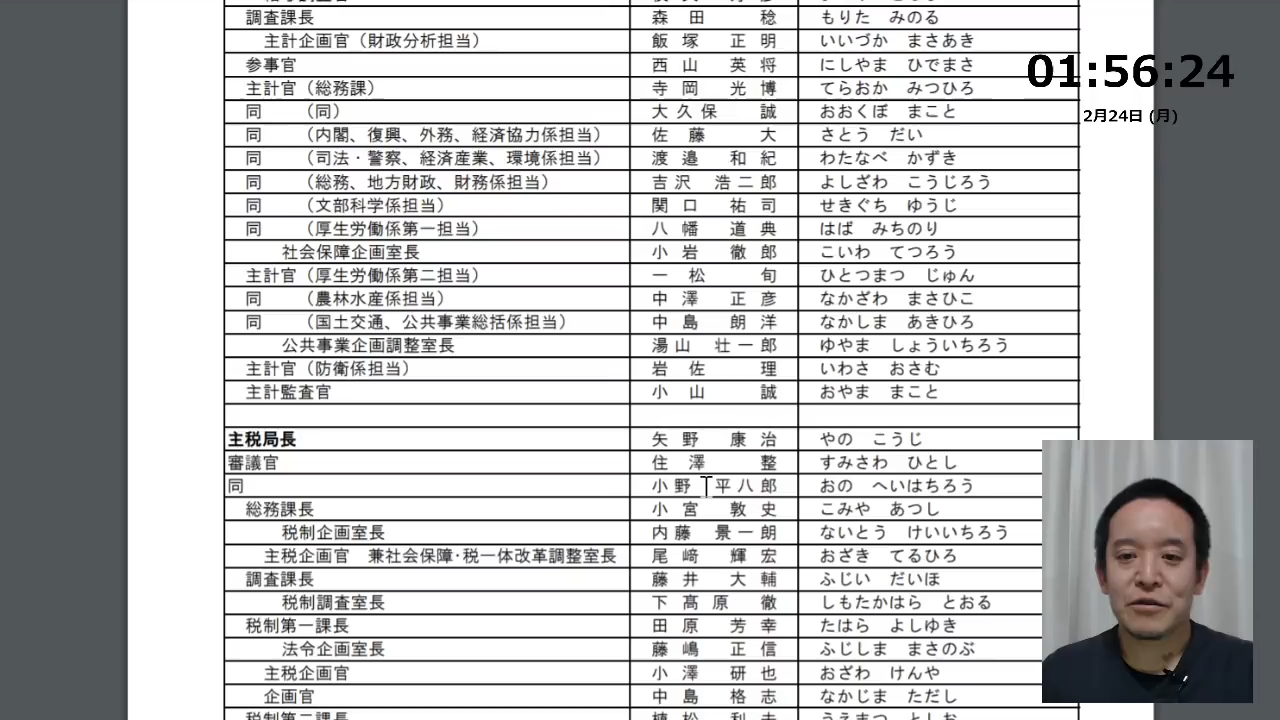 調査課長 森田 稔 もりた みのる
主計企画官（財政分析担当） 飯塚 正明 いいづか まさあき
参事官 西山 英将 にしやま ひでまさ
主計官（総務課） 寺岡 光博 てらおか みつひろ
同 （同） 大久保 誠 おおくぼ まこと
同 （内閣、復興、外務、経済協力係担当） 佐藤 大 さとう だい
同 （司法・警察、経済産業、環境係担当） 渡邉 和紀 わたなべ かずき
同 （総務、地方財政、財務係担当） 吉沢 浩二郎 よしざわ こうじろう
同 （文部科学係担当） 関口 祐司 せきぐち ゆうじ
同 （厚生労働係第一担当） 八幡 道典 はば みちのり
社会保障企画室長 小岩 徹郎 こいわ てつろう
主計官（厚生労働係第二担当） 一松 旬 ひとつまつ じゅん
同 （農林水産係担当） 中澤 正彦 なかざわ まさひこ
同 （国土交通、公共事業総括係担当） 中島 朗洋 なかしま あきひろ
公共事業企画調整室長 湯山 壮一郎 ゆやま しょういちろう
主計官（防衛係担当） 岩佐 理 いわさ おさむ
主計監査官 小山 誠 おやま まこと
主税局長 矢野 康治 やの こうじ
審議官 住澤 整 すみさわ ひとし
同 小野 平八郎 おの へいはちろう
総務課長 小宮 敦史 こみや あつし
税制企画室長 内藤 景一朗 ないとう けいいちろう
主税企画官 兼社会保障･税一体改革調整室長 尾﨑 輝宏 おざき てるひろ
調査課長 藤井 大輔 ふじい だいほ
税制調査室長 下髙原 徹 しもたかはら とおる
税制第一課長 田原 芳幸 たはら よしゆき
法令企画室長 藤嶋 正信 ふじしま まさのぶ
主税企画官 小澤 研也 おざわ けんや
企画官 中島 格志 なかじま ただし
税制第二課長 植松 利夫 うえまつ としお
01:56:24
2月24日 (月)